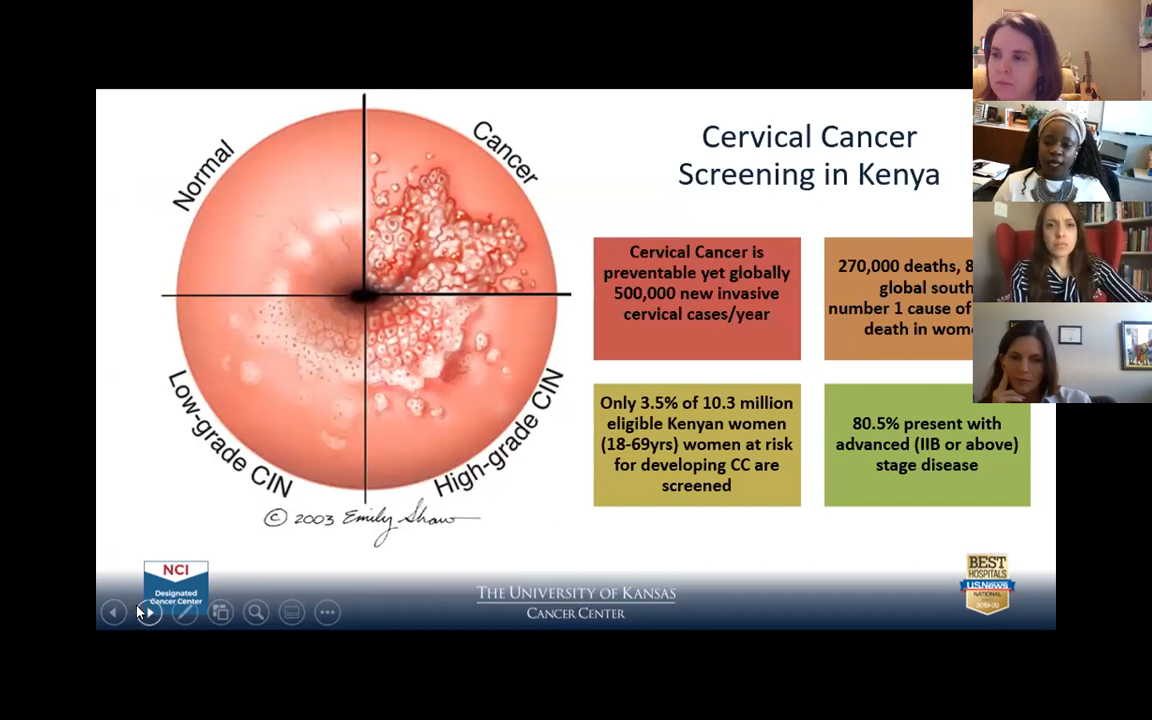 Normal
Cancer
Low-grade CIN
High-grade CIN
© 2003 Emily Shaw
Cervical Cancer
Screening in Kenya
Cervical Cancer is
preventable yet globally
500,000 new invasive
cervical cases/year
270,000 deaths, 8
global south
number 1 cause of
death in wom
Only 3.5% of 10.3 million
eligible Kenyan women
(18-69yrs) women at risk
for developing CC are
screened
80.5% present with
advanced (IIB or above)
stage disease
NCI
Designated
Cancer Center
THE UNIVERSITY OF KANSAS
CANCER CENTER
BEST
HOSPITALS
U.S.News
NATIONAL
2019-20